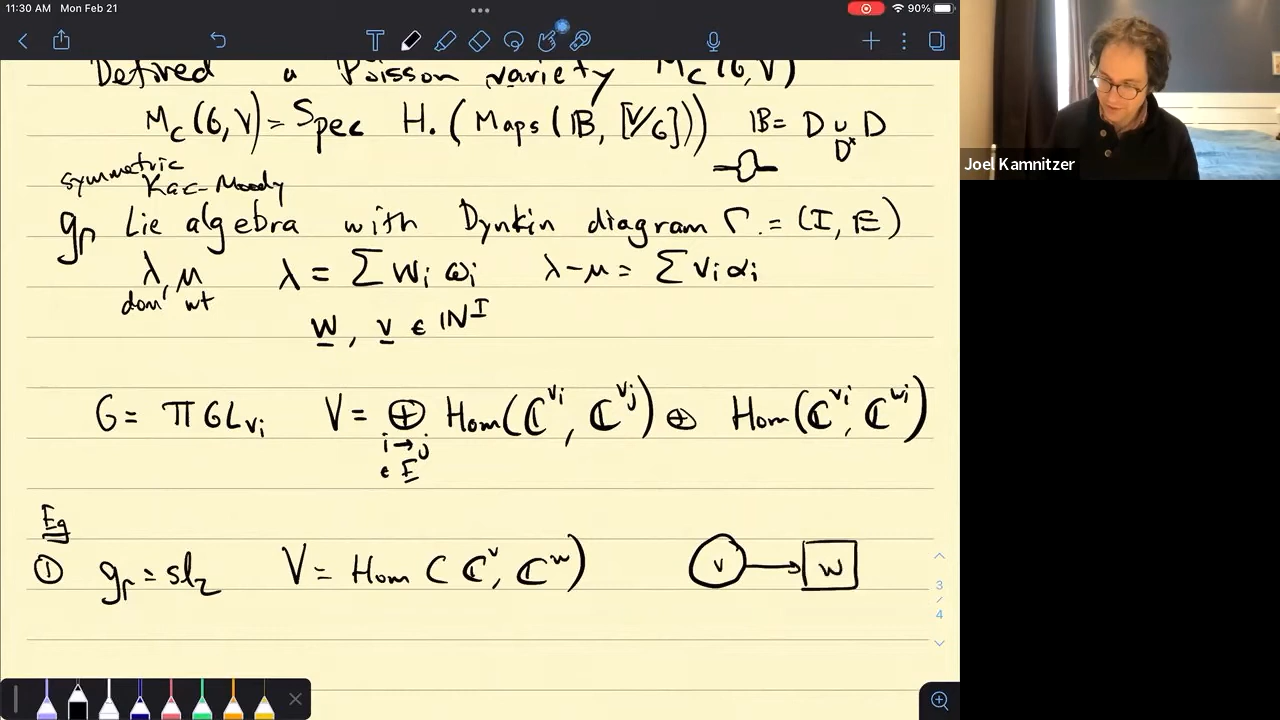 11:30 AM Mon Feb 21
90%
Defined a Poisson variety M_C(G,V)
M_C(G,V) = Spec H.(Maps(𝔹, [V/G])) 𝔹 = D ∪ D
D*
symmetric
Kac-Moody
g_Γ Lie algebra with Dynkin diagram Γ = (I, E)
λ, μ λ = Σ w_i ω_i λ-μ = Σ v_i α_i
dom' wt
w, v ∈ ℕ^I
G = π GL_{v_i} V = ⊕ Hom(ℂ^{v_i}, ℂ^{v_j}) ⊕ Hom(ℂ^{v_i}, ℂ^{w_i})
i → j
∈ E
Eg
① g_Γ = sl_2 V = Hom(ℂ^v, ℂ^w) v → w
3
/
4
Joel Kamnitzer